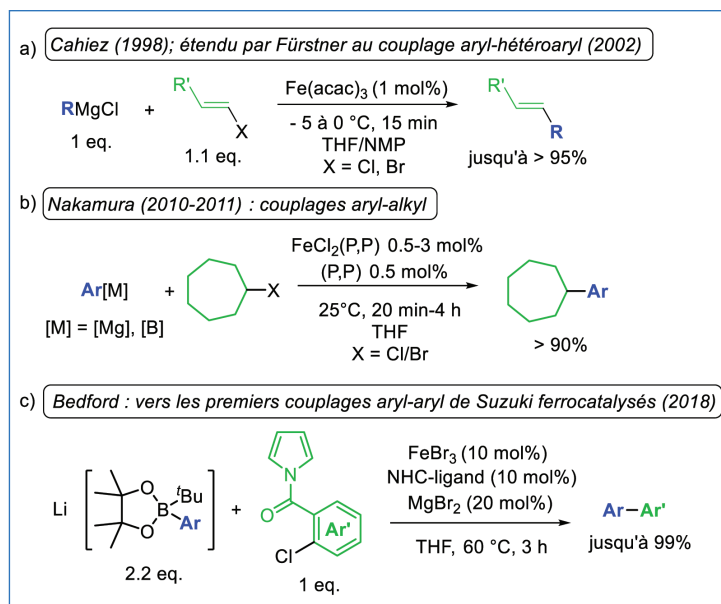 a) Cahiez (1998); étendu par Fürstner au couplage aryl-hétéroaryl (2002)
RMgCl
1 eq.
+
R'
X
1.1 eq.
Fe(acac)3 (1 mol%)
- 5 à 0 °C, 15 min
THF/NMP
X = Cl, Br
R'
R
jusqu'à > 95%
b) Nakamura (2010-2011) : couplages aryl-alkyl
Ar[M]
[M] = [Mg], [B]
+
X
FeCl2(P,P) 0.5-3 mol%
(P,P) 0.5 mol%
25°C, 20 min-4 h
THF
X = Cl/Br
Ar
> 90%
c) Bedford : vers les premiers couplages aryl-aryl de Suzuki ferrocatalysés (2018)
Li
O
O
B
tBu
Ar
2.2 eq.
+
N
O
Cl
Ar'
1 eq.
FeBr3 (10 mol%)
NHC-ligand (10 mol%)
MgBr2 (20 mol%)
THF, 60 °C, 3 h
Ar–Ar'
jusqu'à 99%